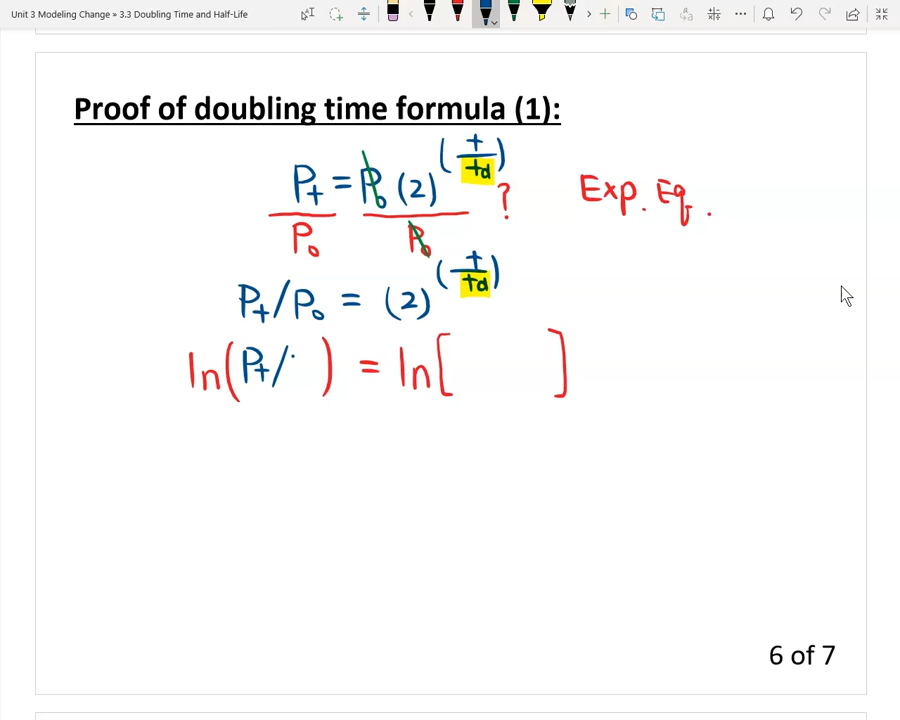 Unit 3 Modeling Change » 3.3 Doubling Time and Half-Life
Proof of doubling time formula (1):
Pt = P₀ (2)^(t/td) ? Exp. Eq.
P₀ P₀
Pt/P₀ = (2)^(t/td)
ln(Pt/ ) = ln[ ]
6 of 7